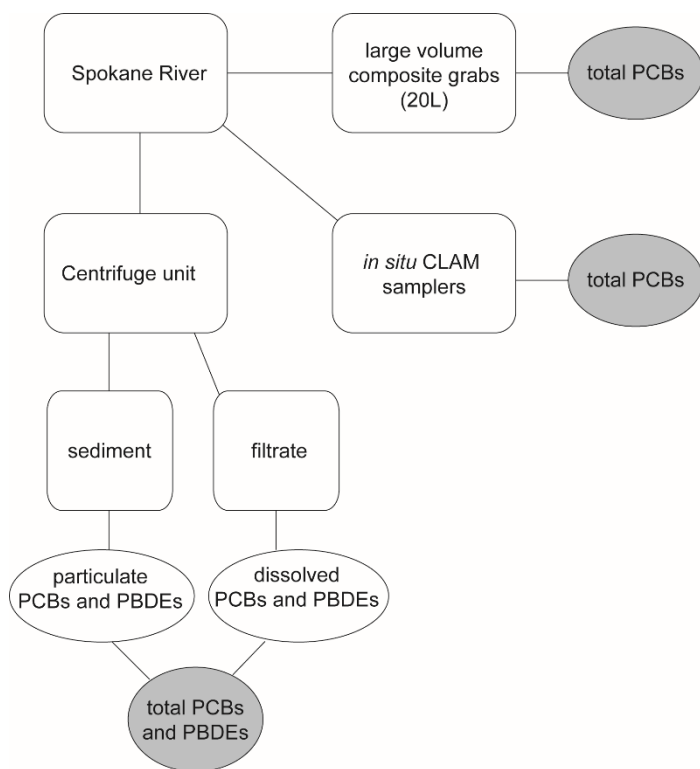 Spokane River
large volume
composite grabs
(20L)
total PCBs
Centrifuge unit
in situ CLAM
samplers
total PCBs
sediment
filtrate
particulate
PCBs and PBDEs
dissolved
PCBs and PBDEs
total PCBs
and PBDEs